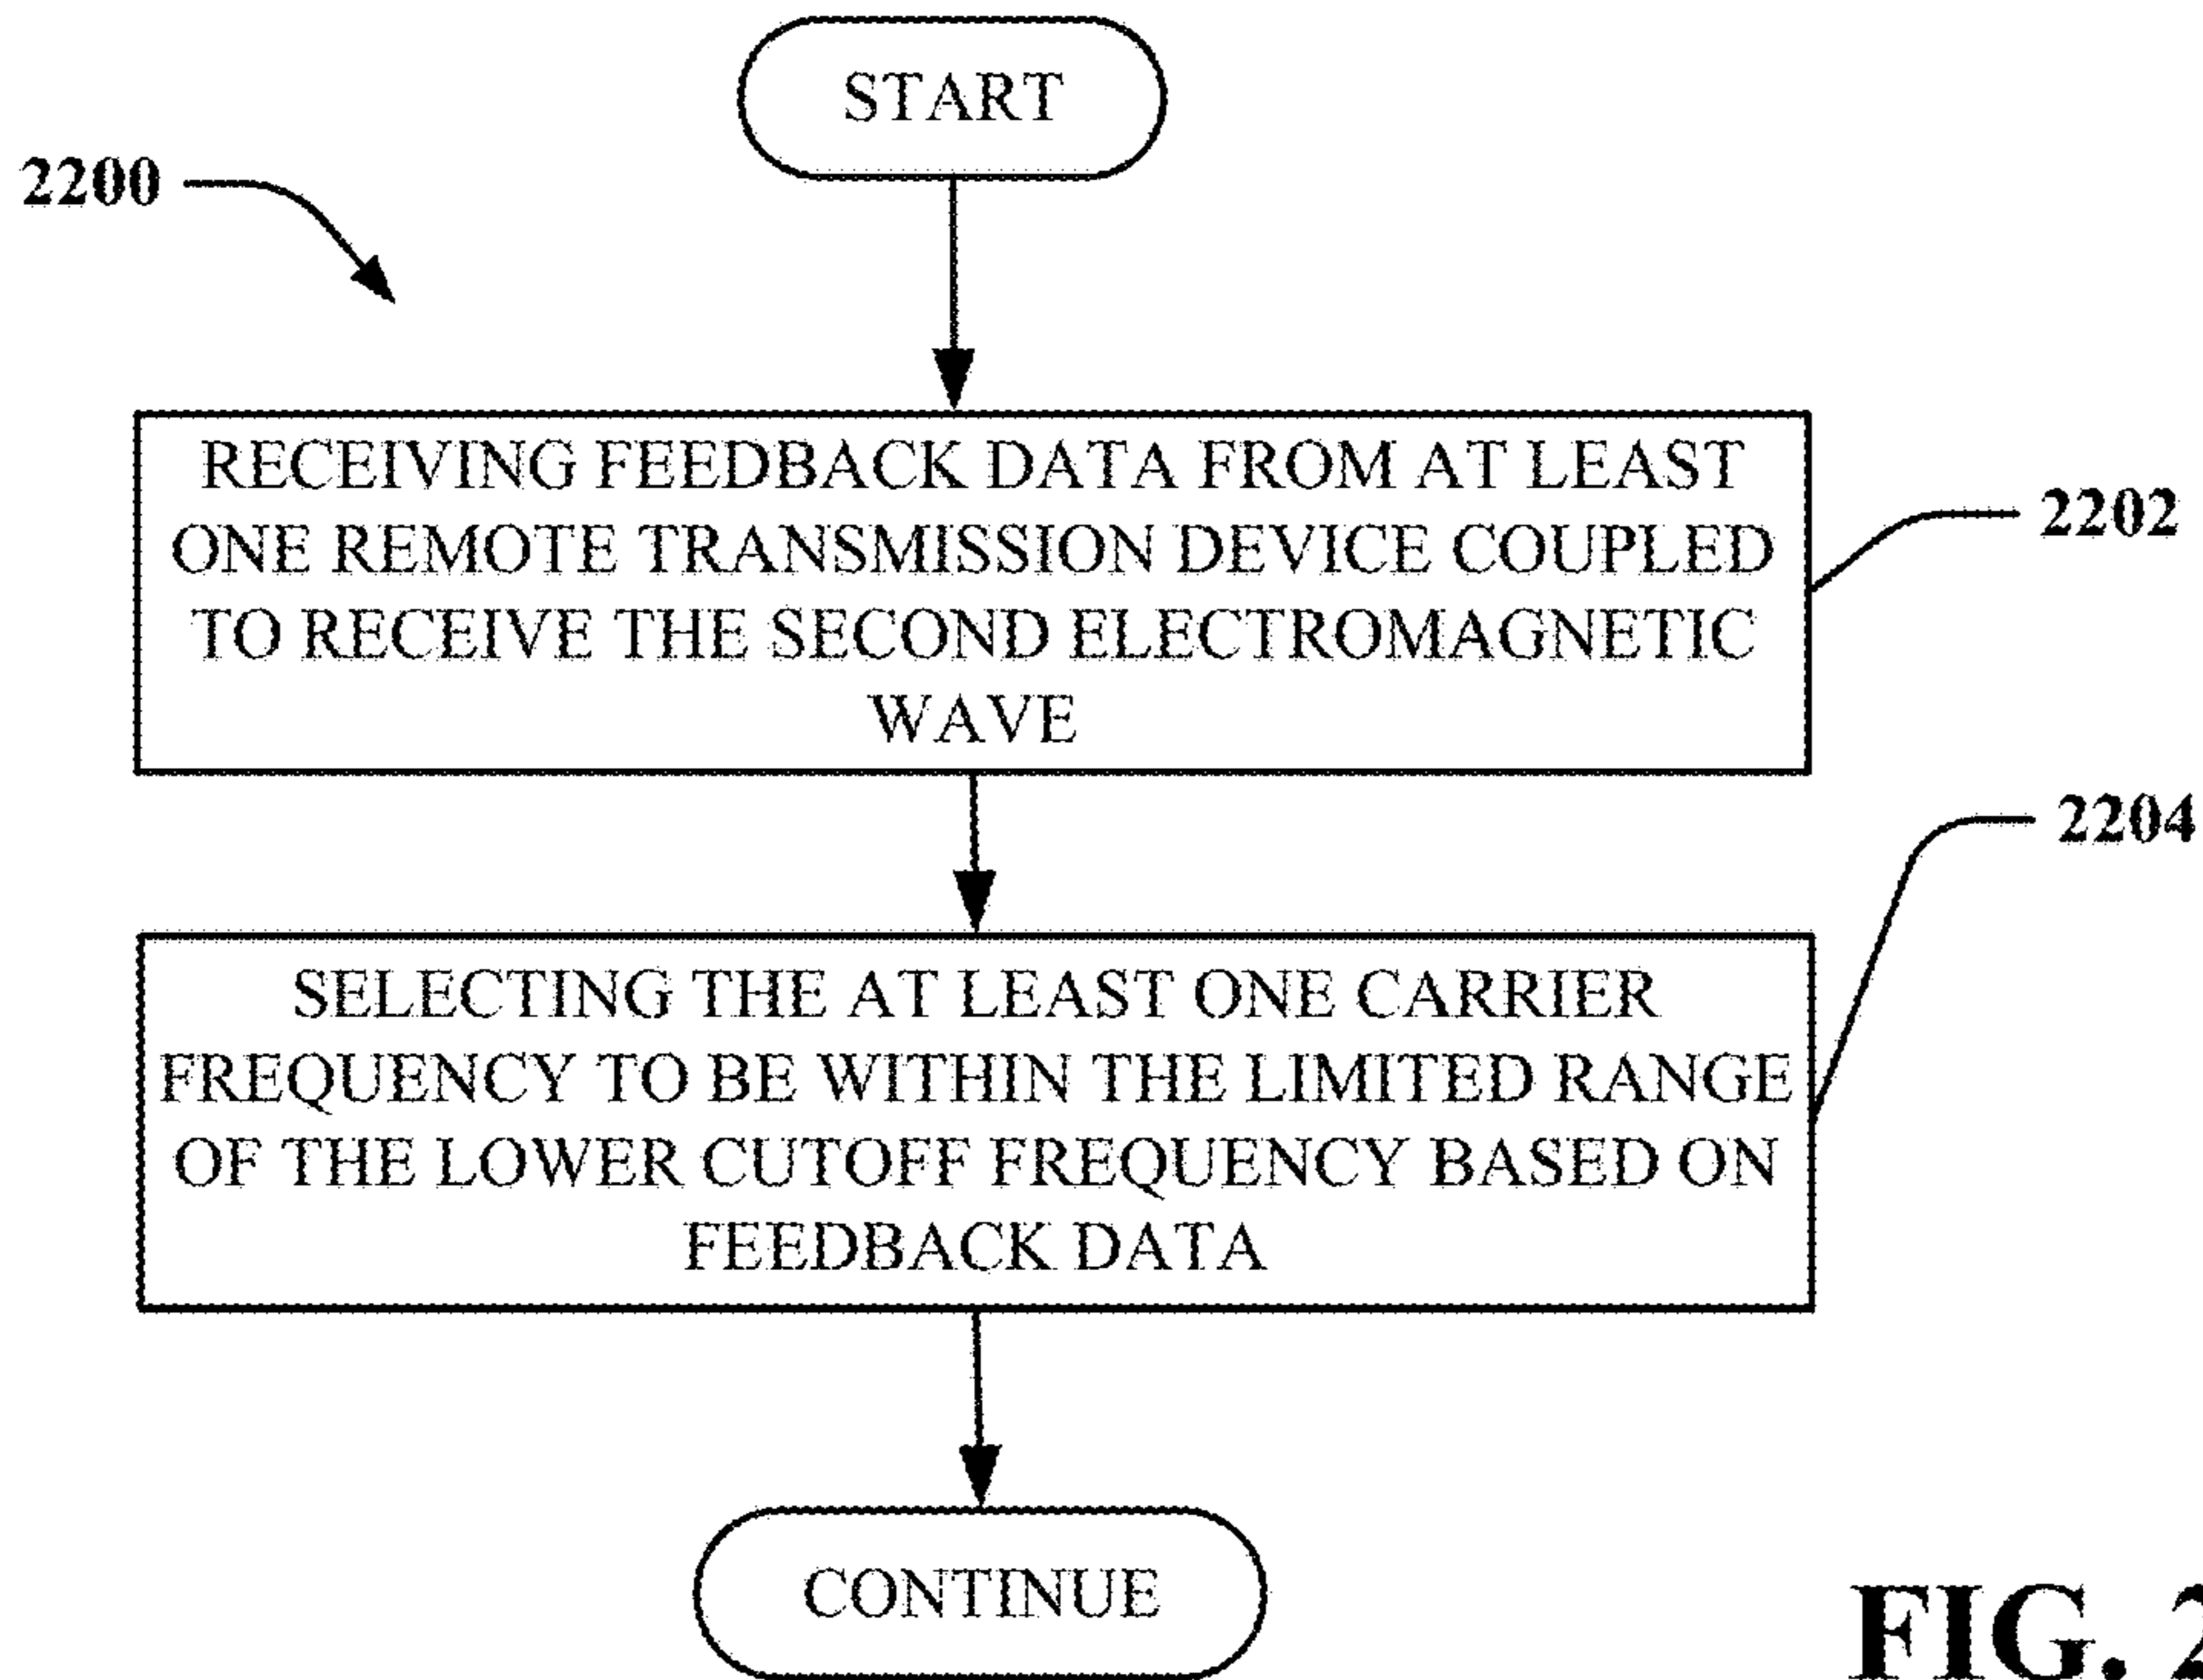 START
2200
RECEIVING FEEDBACK DATA FROM AT LEAST
ONE REMOTE TRANSMISSION DEVICE COUPLED
TO RECEIVE THE SECOND ELECTROMAGNETIC
WAVE
2202
2204
SELECTING THE AT LEAST ONE CARRIER
FREQUENCY TO BE WITHIN THE LIMITED RANGE
OF THE LOWER CUTOFF FREQUENCY BASED ON
FEEDBACK DATA
CONTINUE
FIG.